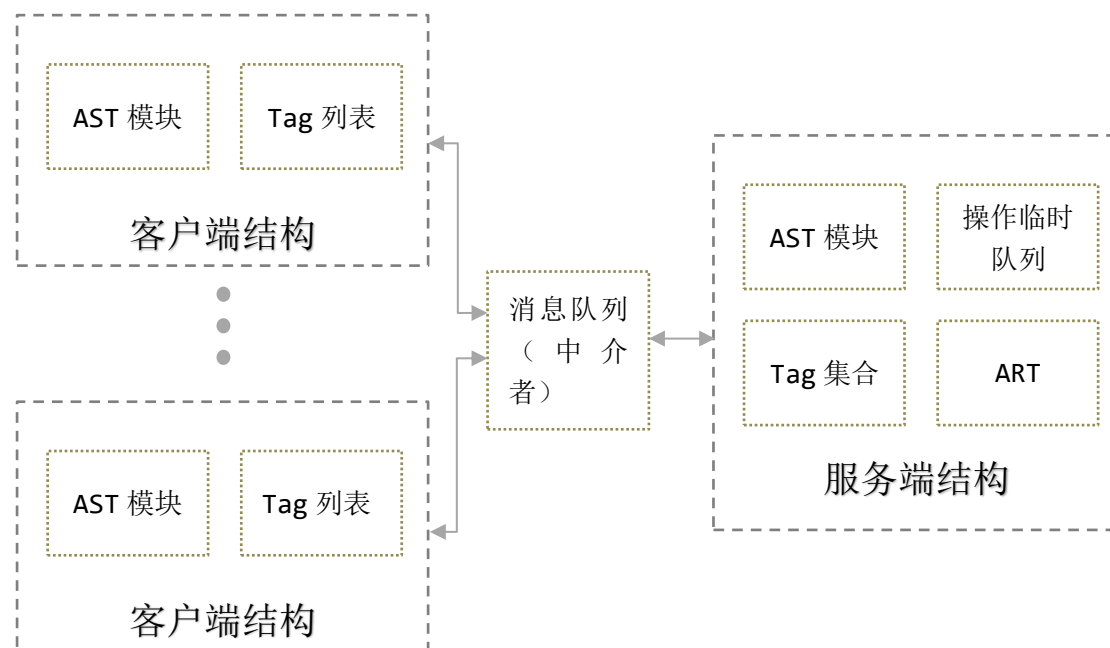 AST 模块
Tag 列表
客户端结构
AST 模块
Tag 列表
客户端结构
消息队列
（中介
者）
AST 模块
操作临时
队列
Tag 集合
ART
服务端结构